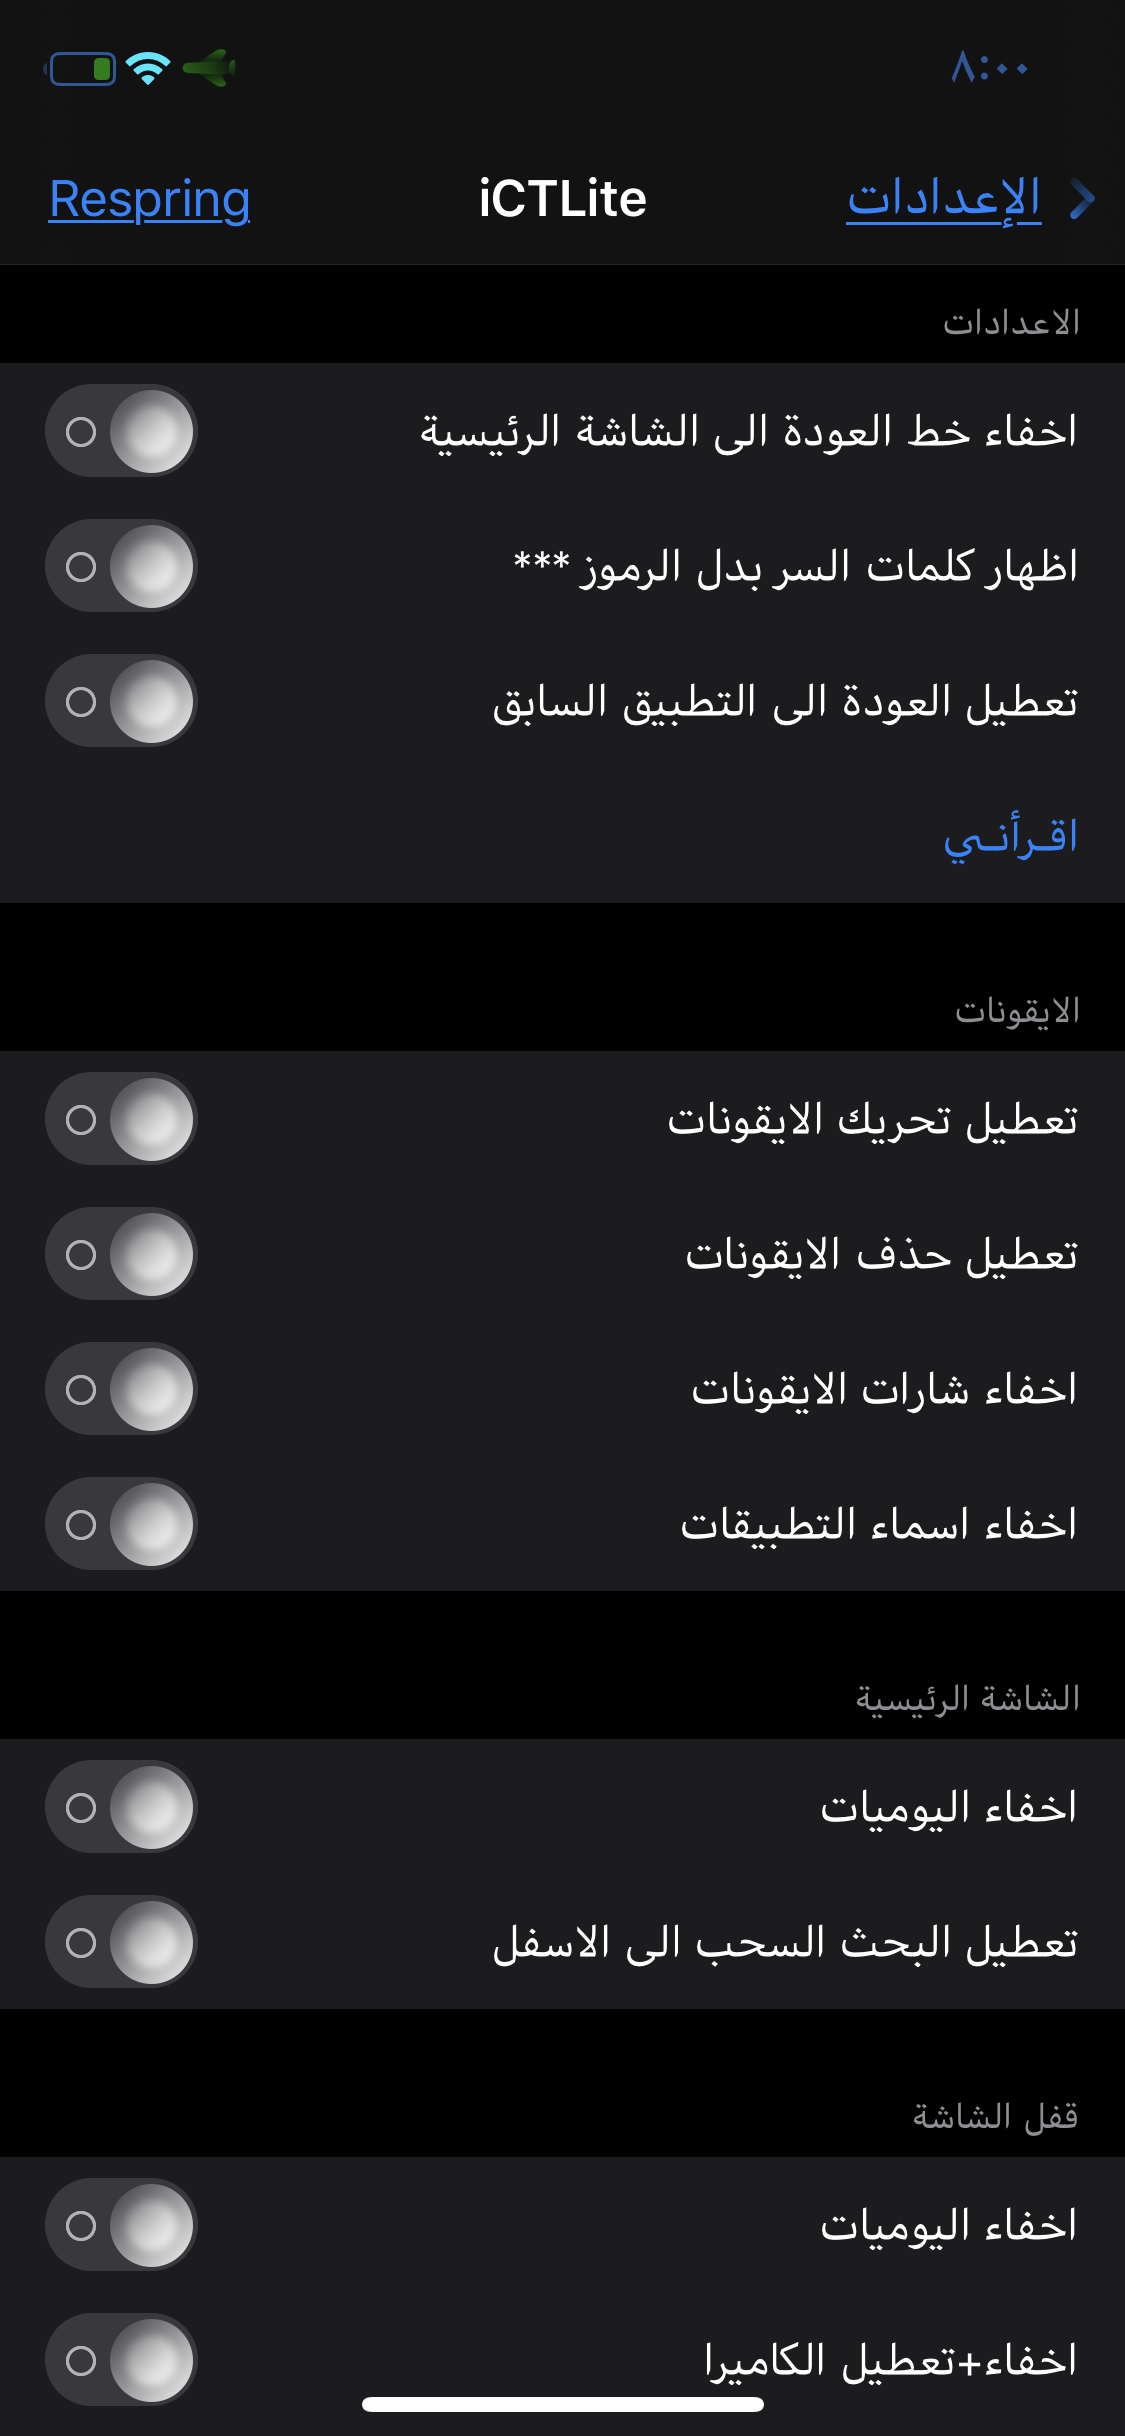 ٨:٠٠
الإعدادات
iCTLite
Respring
الاعدادات
اخفاء خط العودة الى الشاشة الرئيسية
اظهار كلمات السر بدل الرموز ***
تعطيل العودة الى التطبيق السابق
اقـرأنـي
الايقونات
تعطيل تحريك الايقونات
تعطيل حذف الايقونات
اخفاء شارات الايقونات
اخفاء اسماء التطبيقات
الشاشة الرئيسية
اخفاء اليوميات
تعطيل البحث السحب الى الاسفل
قفل الشاشة
اخفاء اليوميات
اخفاء+تعطيل الكاميرا